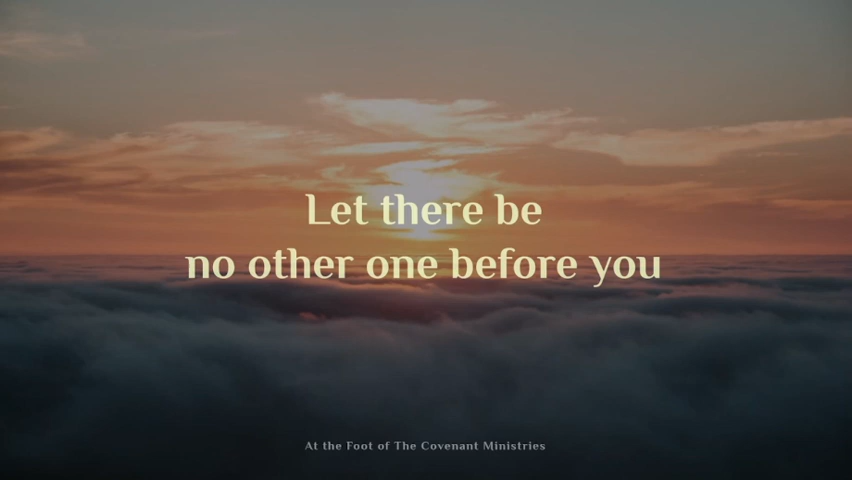 Let there be
no other one before you
At the Foot of The Covenant Ministries